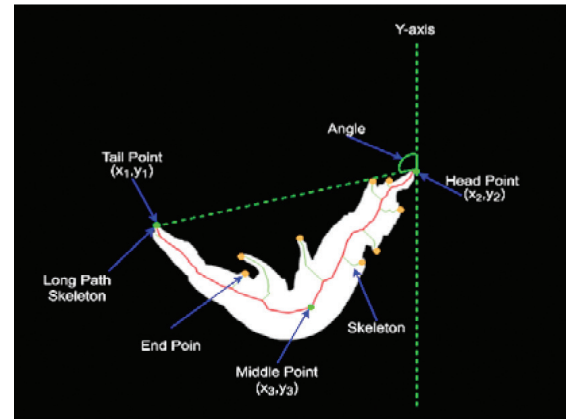 Y-axis
Angle
Tail Point
(x₁,y₁)
Head Point
(x₂,y₂)
Long Path
Skeleton
End Poin
Skeleton
Middle Point
(x₃,y₃)